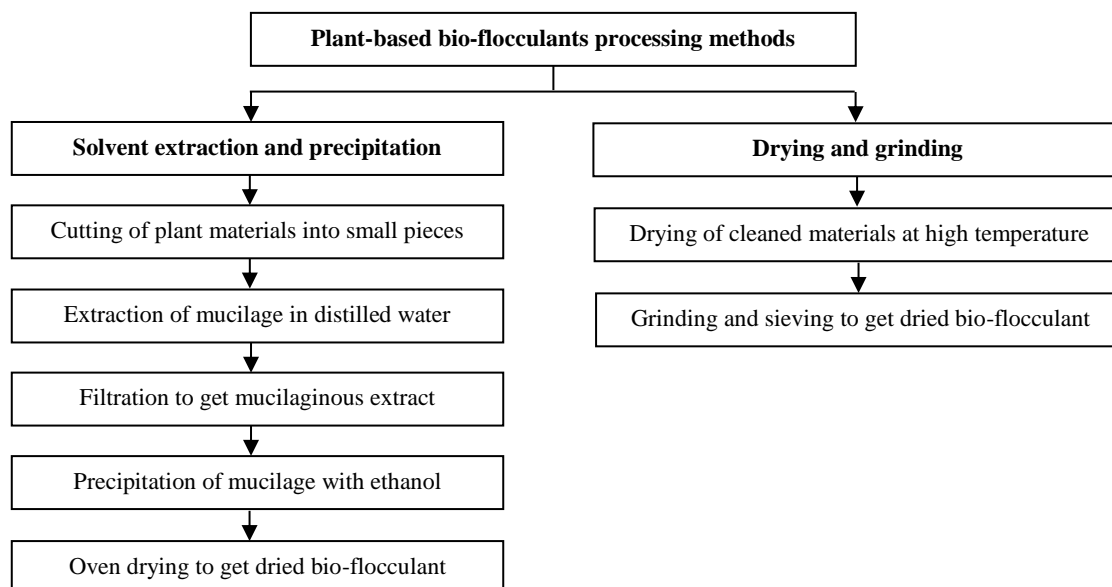 Plant-based bio-flocculants processing methods
Solvent extraction and precipitation
Cutting of plant materials into small pieces
Extraction of mucilage in distilled water
Filtration to get mucilaginous extract
Precipitation of mucilage with ethanol
Oven drying to get dried bio-flocculant
Drying and grinding
Drying of cleaned materials at high temperature
Grinding and sieving to get dried bio-flocculant